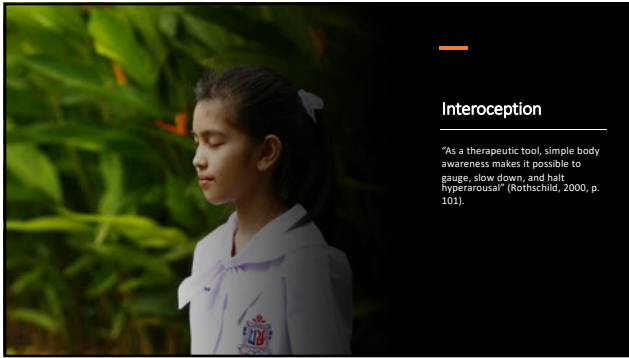 Interoception
“As a therapeutic tool, simple body
awareness makes it possible to
gauge, slow down, and halt
hyperarousal” (Rothschild, 2000, p.
101).